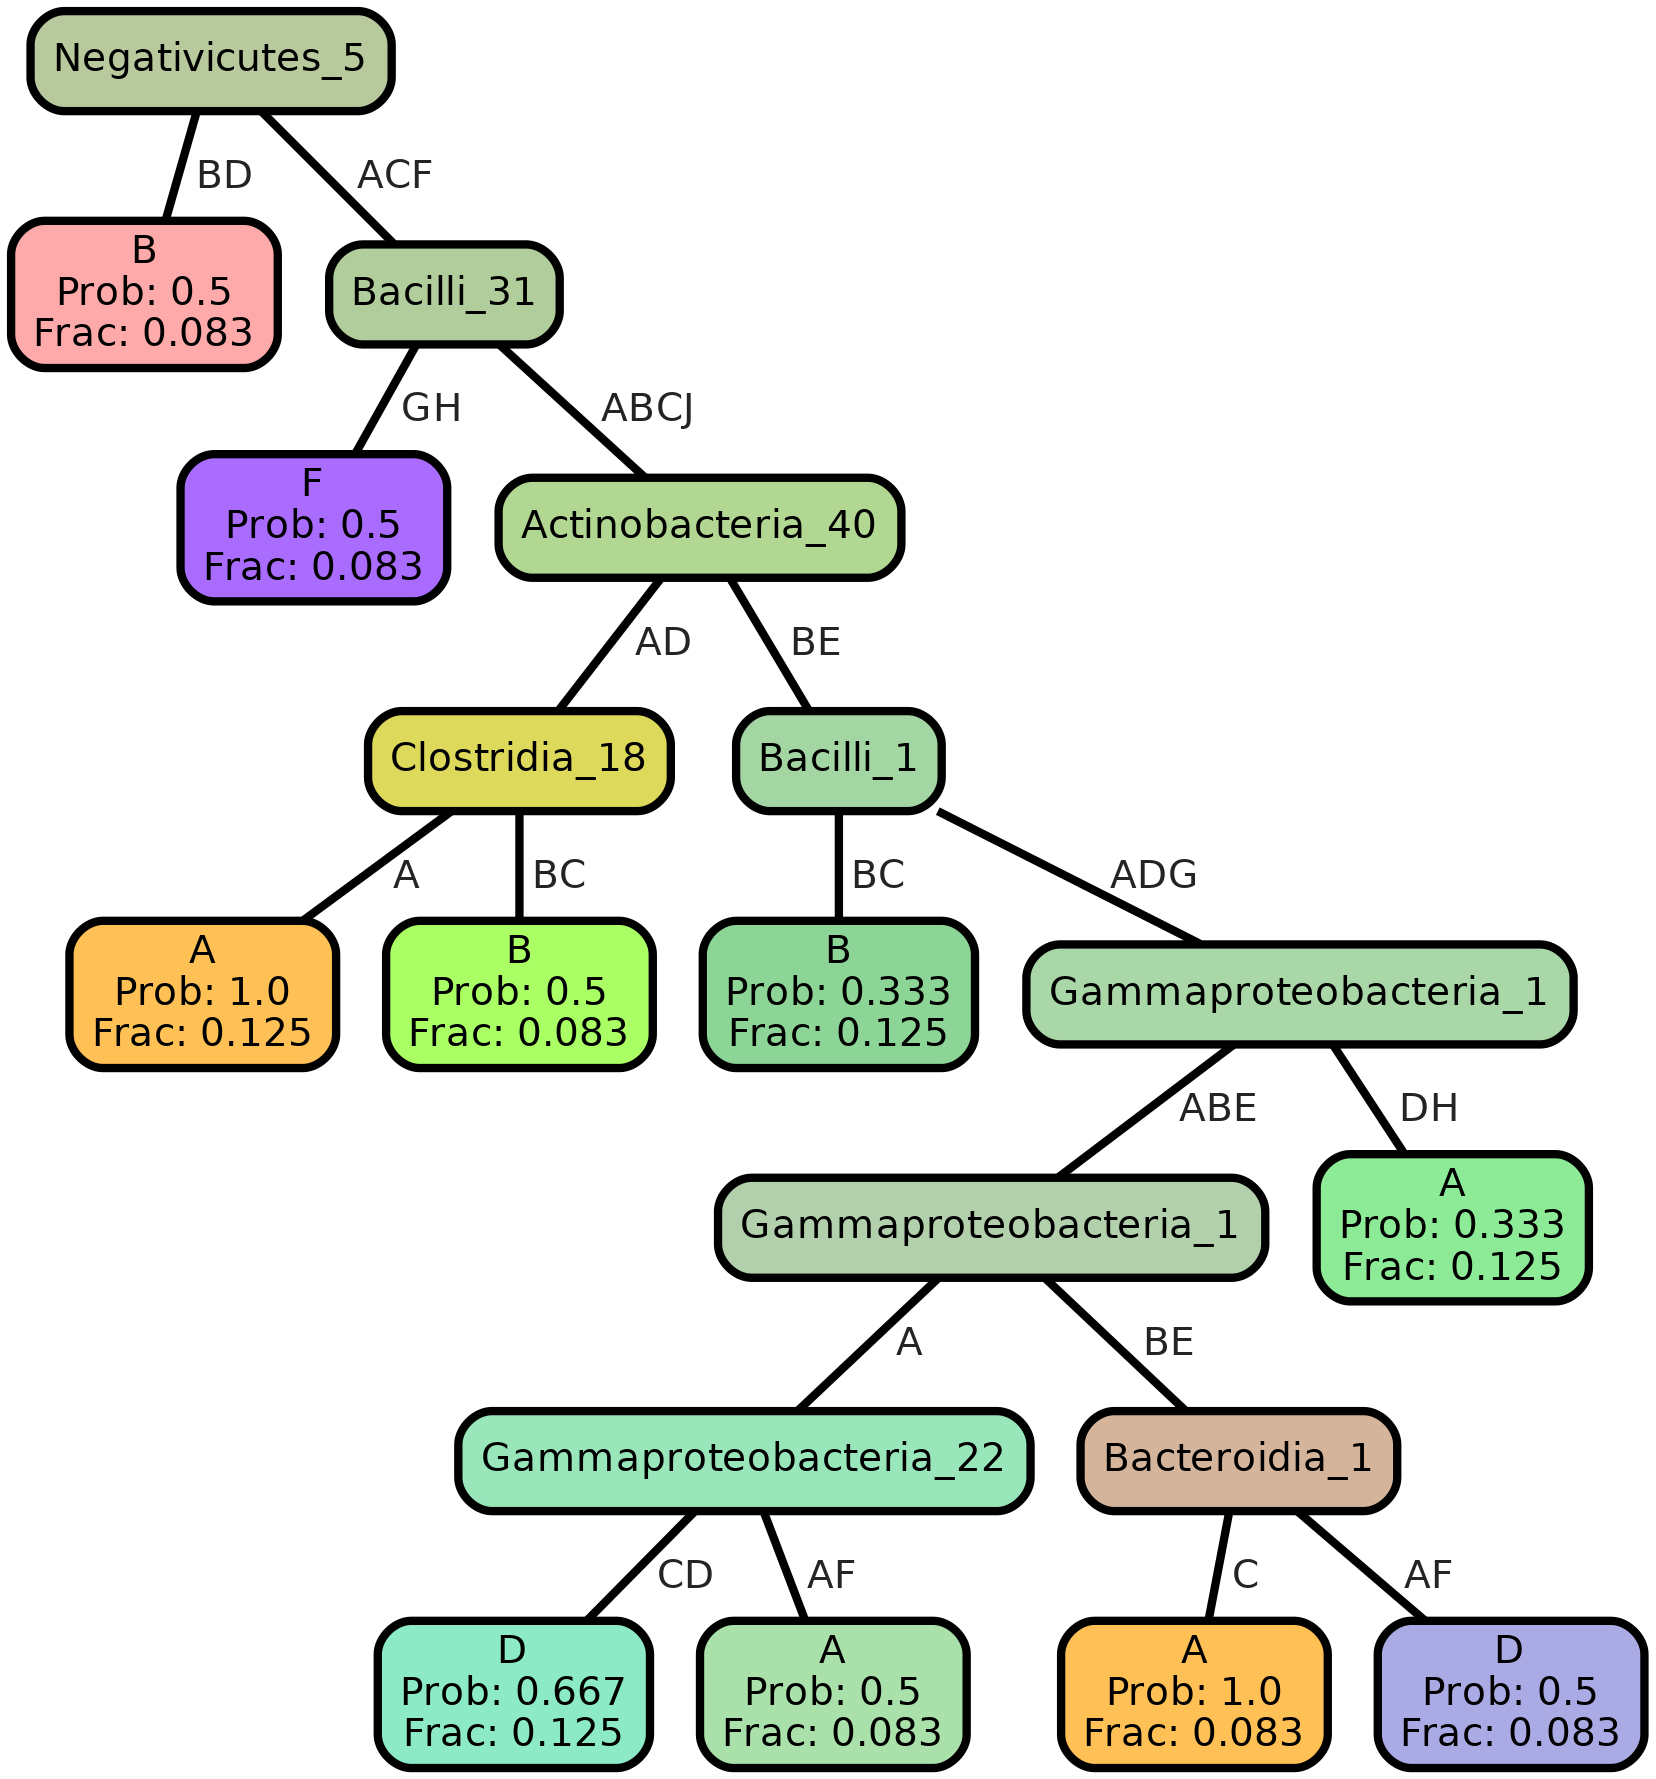 Negativicutes_5
BD
ACF
B
Prob: 0.5
Frac: 0.083
Bacilli_31
GH
ABCJ
F
Prob: 0.5
Frac: 0.083
Actinobacteria_40
AD
BE
Clostridia_18
Bacilli_1
A
BC
BC
ADG
A
Prob: 1.0
Frac: 0.125
B
Prob: 0.5
Frac: 0.083
B
Prob: 0.333
Frac: 0.125
Gammaproteobacteria_1
ABE
DH
Gammaproteobacteria_1
A
Prob: 0.333
Frac: 0.125
A
BE
Gammaproteobacteria_22
Bacteroidia_1
CD
AF
C
AF
D
Prob: 0.667
Frac: 0.125
A
Prob: 0.5
Frac: 0.083
A
Prob: 1.0
Frac: 0.083
D
Prob: 0.5
Frac: 0.083